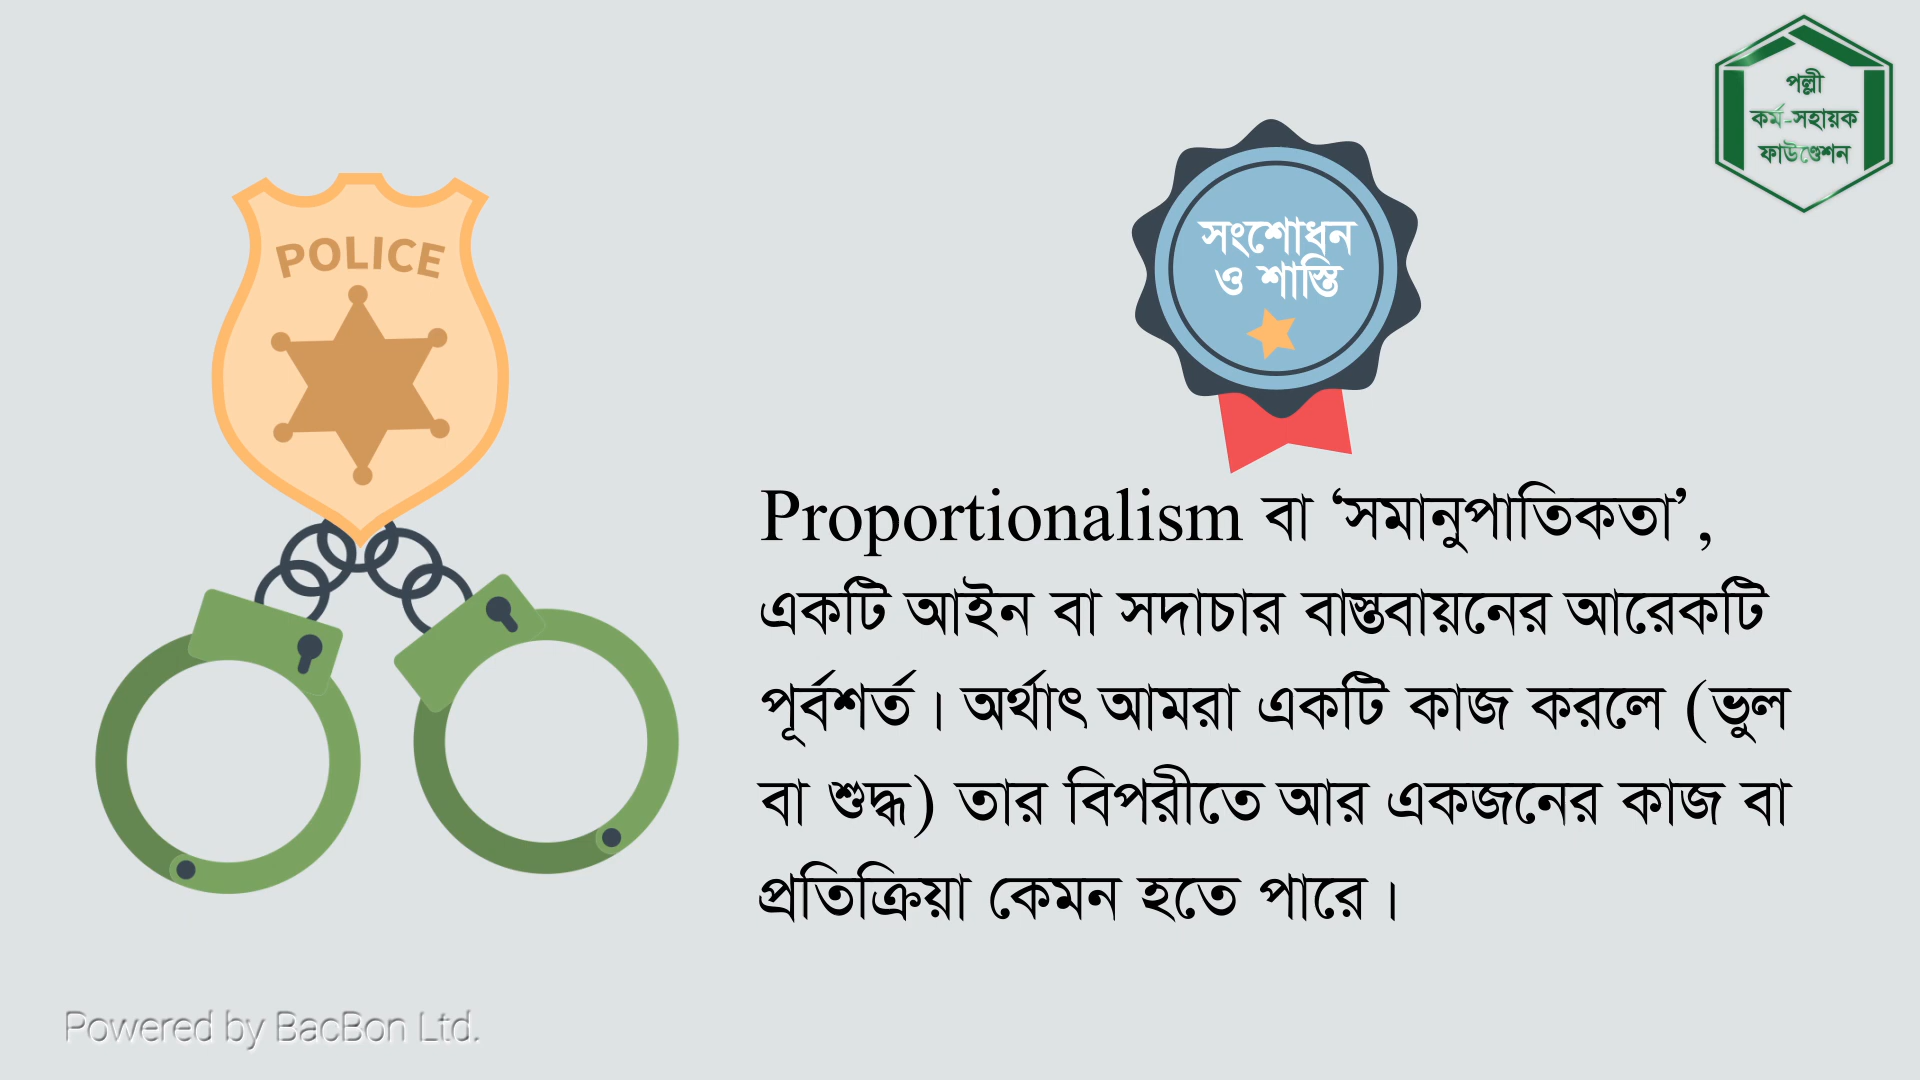 পল্লী
কর্ম-সহায়ক
ফাউণ্ডেশন
POLICE
সংশোধন
ও শাস্তি
Proportionalism বা ‘সমানুপাতিকতা’,
একটি আইন বা সদাচার বাস্তবায়নের আরেকটি
পূর্বশর্ত। অর্থাৎ আমরা একটি কাজ করলে (ভুল
বা শুদ্ধ) তার বিপরীতে আর একজনের কাজ বা
প্রতিক্রিয়া কেমন হতে পারে।
Powered by BacBon Ltd.